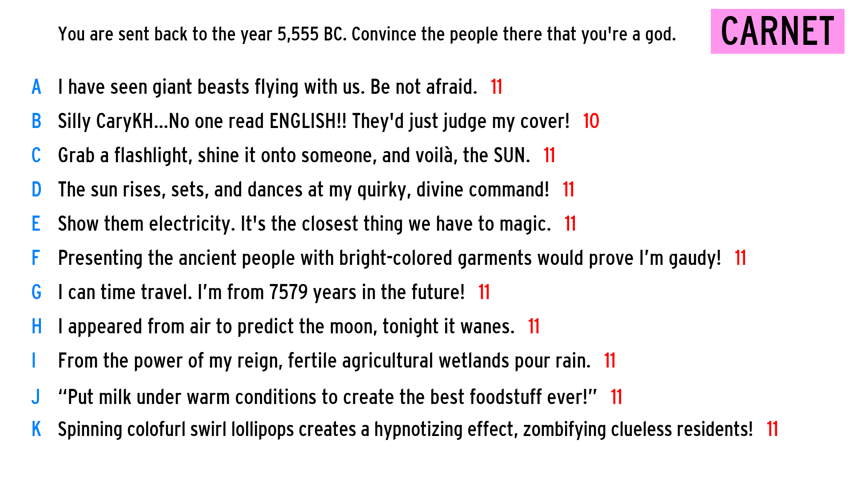 You are sent back to the year 5,555 BC. Convince the people there that you're a god. CARNET
A I have seen giant beasts flying with us. Be not afraid. 11
B Silly CaryKH...No one read ENGLISH!! They'd just judge my cover! 10
C Grab a flashlight, shine it onto someone, and voilà, the SUN. 11
D The sun rises, sets, and dances at my quirky, divine command! 11
E Show them electricity. It's the closest thing we have to magic. 11
F Presenting the ancient people with bright-colored garments would prove I’m gaudy! 11
G I can time travel. I’m from 7579 years in the future! 11
H I appeared from air to predict the moon, tonight it wanes. 11
I From the power of my reign, fertile agricultural wetlands pour rain. 11
J “Put milk under warm conditions to create the best foodstuff ever!” 11
K Spinning colofurl swirl lollipops creates a hypnotizing effect, zombifying clueless residents! 11